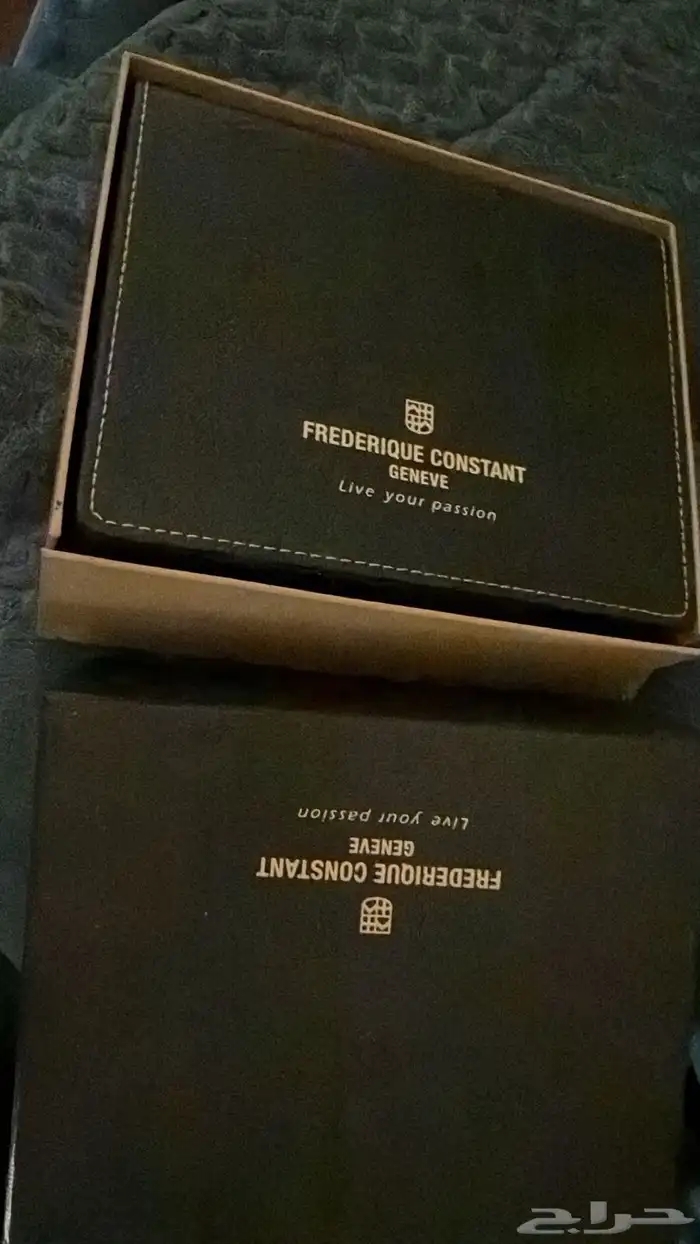 FREDERIQUE CONSTANT
GENEVE
Live your passion
Live your passion
GENEVE
FREDERIQUE CONSTANT
حراج